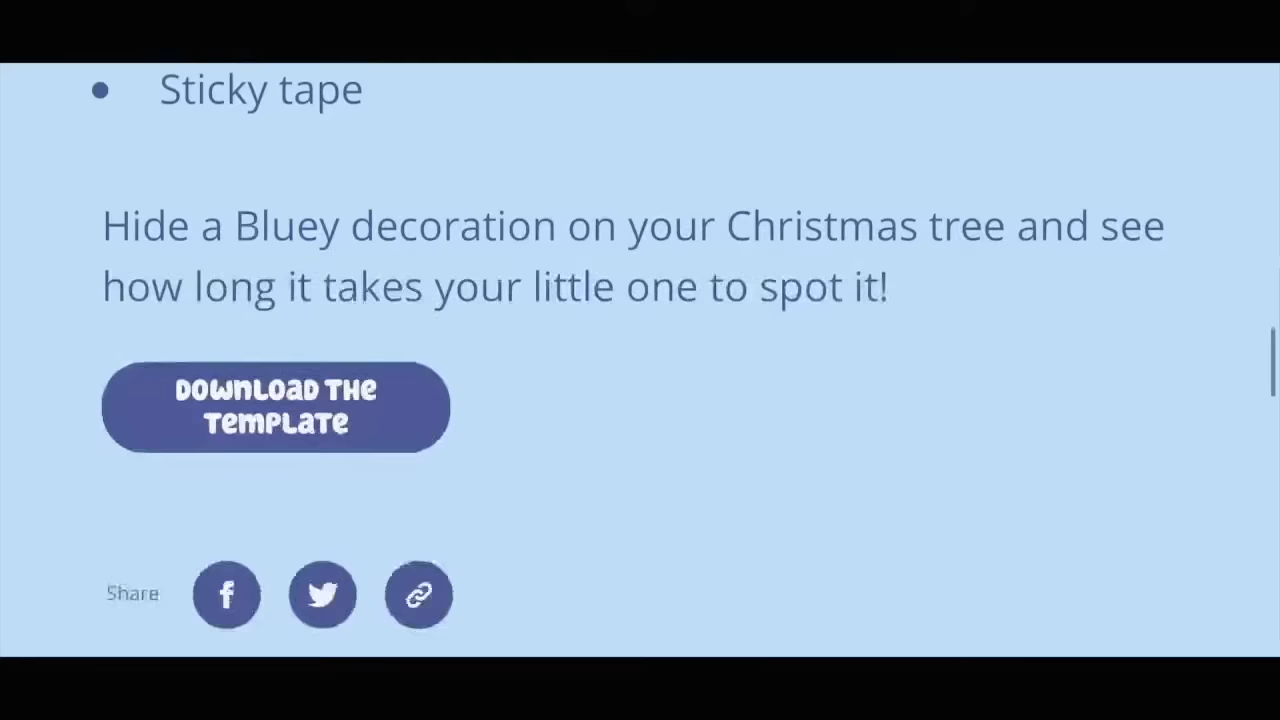 • Sticky tape
Hide a Bluey decoration on your Christmas tree and see
how long it takes your little one to spot it!
DOWNLOAD THE
TEMPLATE
Share